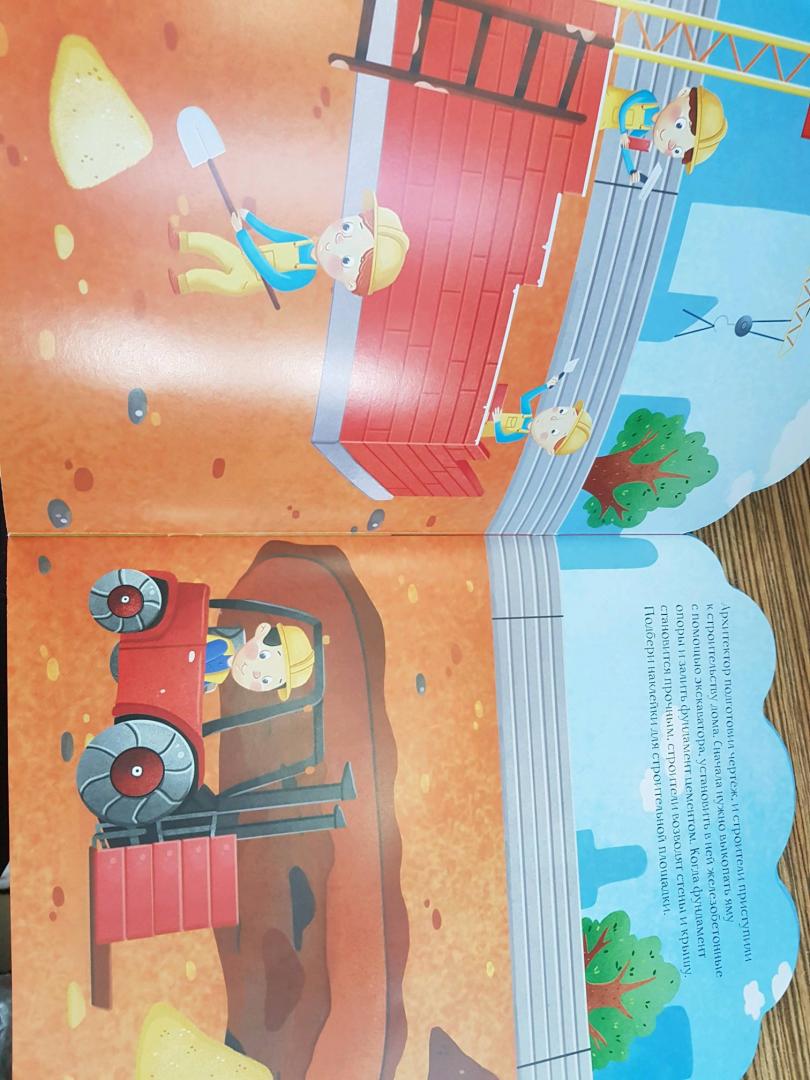 Архитектор подготовил чертёж, и строители приступили
к строительству дома. Сначала нужно выкопать яму
с помощью экскаватора, установить в ней железобетонные
опоры и залить фундамент цементом. Когда фундамент
становится прочным, строители возводят стены и крышу.
Подбери наклейки для строительной площадки.